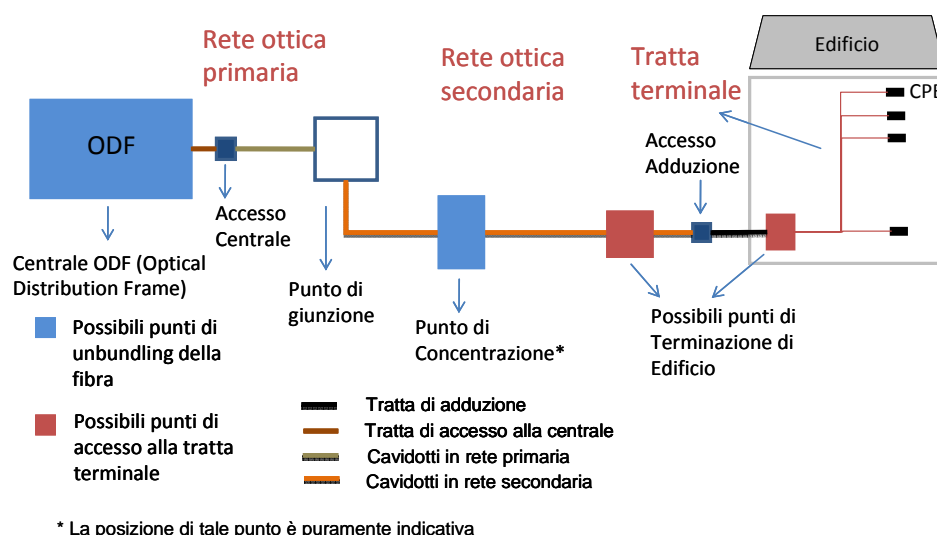 Rete ottica
primaria
Rete ottica
secondaria
Tratta
terminale
Edificio
CPE
ODF
Accesso
Adduzione
Accesso
Centrale
Centrale ODF (Optical
Distribution Frame)
Punto di
giunzione
Punto di
Concentrazione*
Possibili punti di
Terminazione di
Edificio
Possibili punti di
unbundling della
fibra
Possibili punti di
accesso alla tratta
terminale
Tratta di adduzione
Tratta di accesso alla centrale
Cavidotti in rete primaria
Cavidotti in rete secondaria
* La posizione di tale punto è puramente indicativa